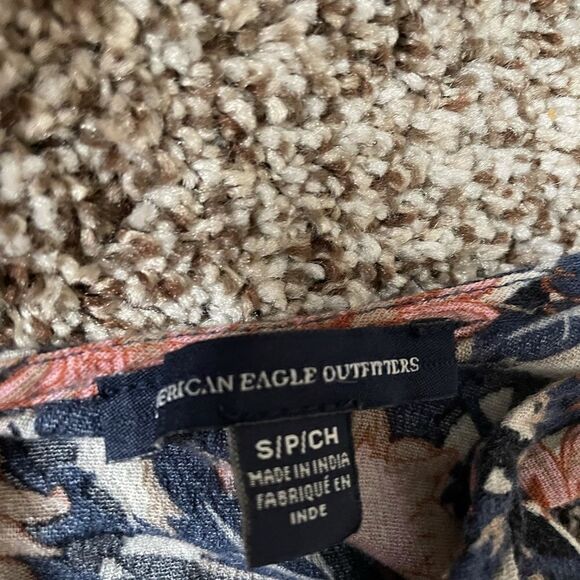 ERICAN EAGLE OUTFITTERS
S/P/CH
MADE IN INDIA
FABRIQUÉ EN
INDE